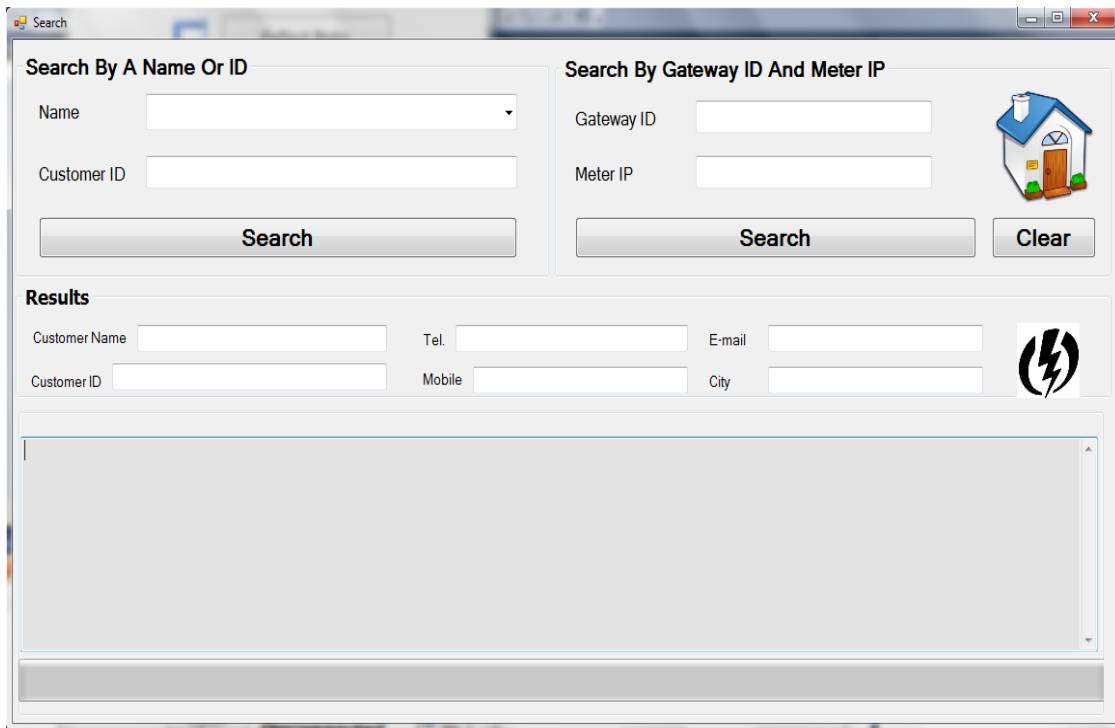 Search
Search By A Name Or ID
Name
Customer ID
Search
Search By Gateway ID And Meter IP
Gateway ID
Meter IP
Search
Clear
Results
Customer Name
Tel.
E-mail
Customer ID
Mobile
City